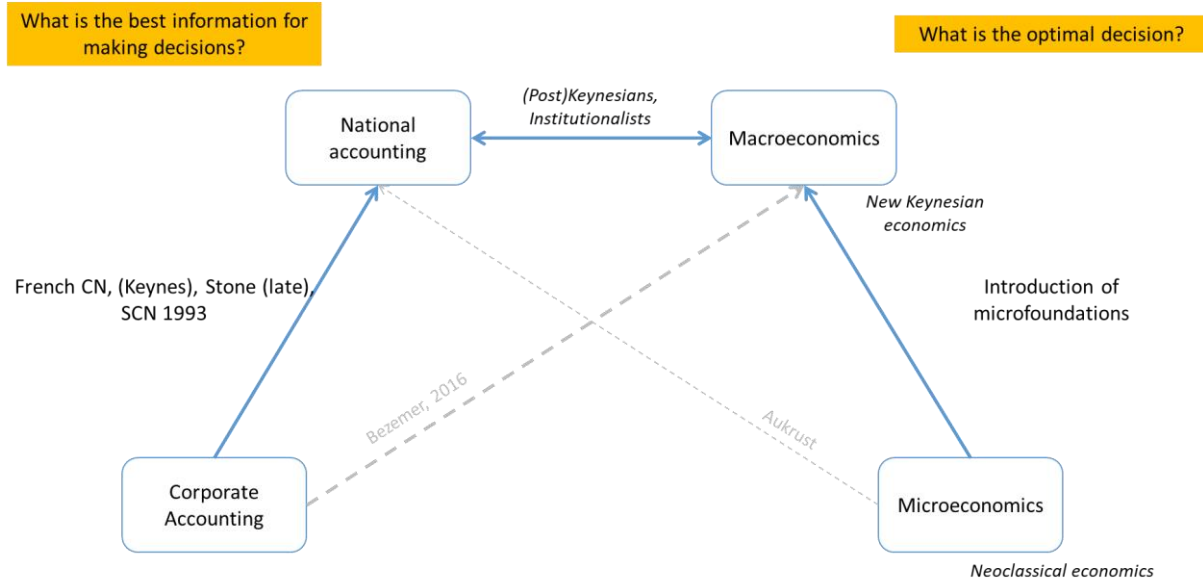 What is the best information for
making decisions?
What is the optimal decision?
(Post)Keynesians,
Institutionalists
National
accounting
Macroeconomics
New Keynesian
economics
French CN, (Keynes), Stone (late),
SCN 1993
Introduction of
microfoundations
Bezemer, 2016
Aukrust
Corporate
Accounting
Microeconomics
Neoclassical economics